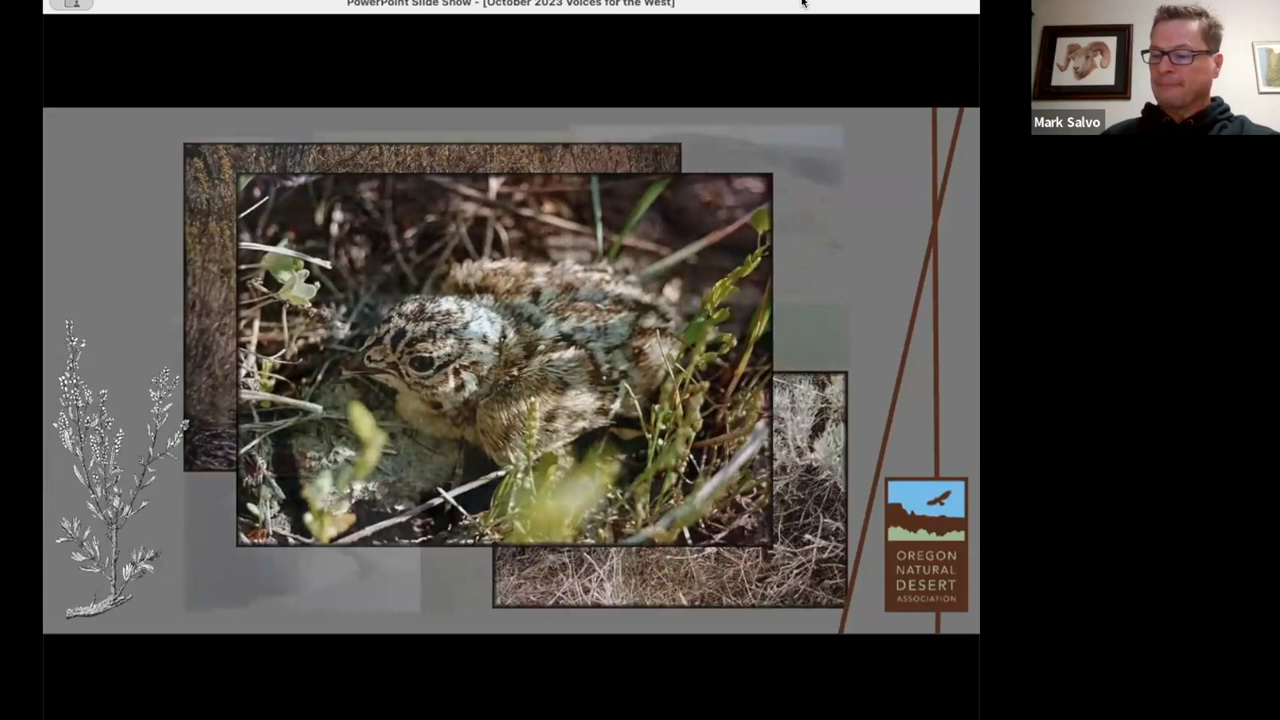 PowerPoint Slide Show - [October 2023 Voices for the West]
Mark Salvo
OREGON
NATURAL
DESERT
ASSOCIATION